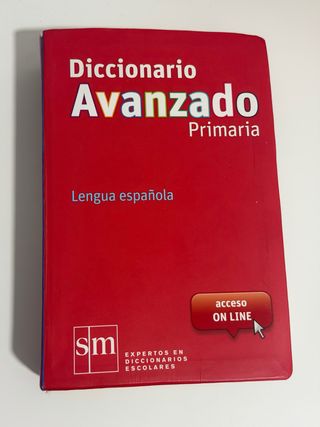 Diccionario
Avanzado
Primaria
Lengua española
acceso
ON LINE
sm
EXPERTOS EN
DICCIONARIOS
ESCOLARES